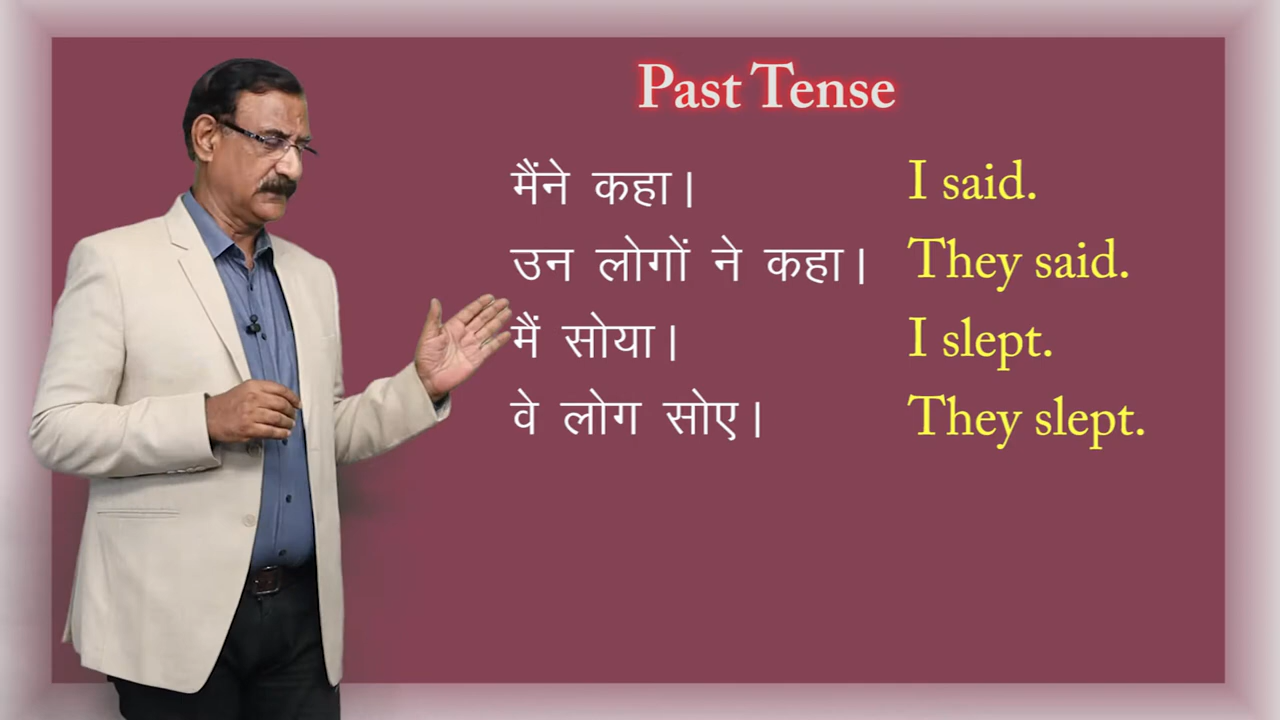 Past Tense
मैंने कहा। I said.
उन लोगों ने कहा। They said.
मैं सोया। I slept.
वे लोग सोए। They slept.